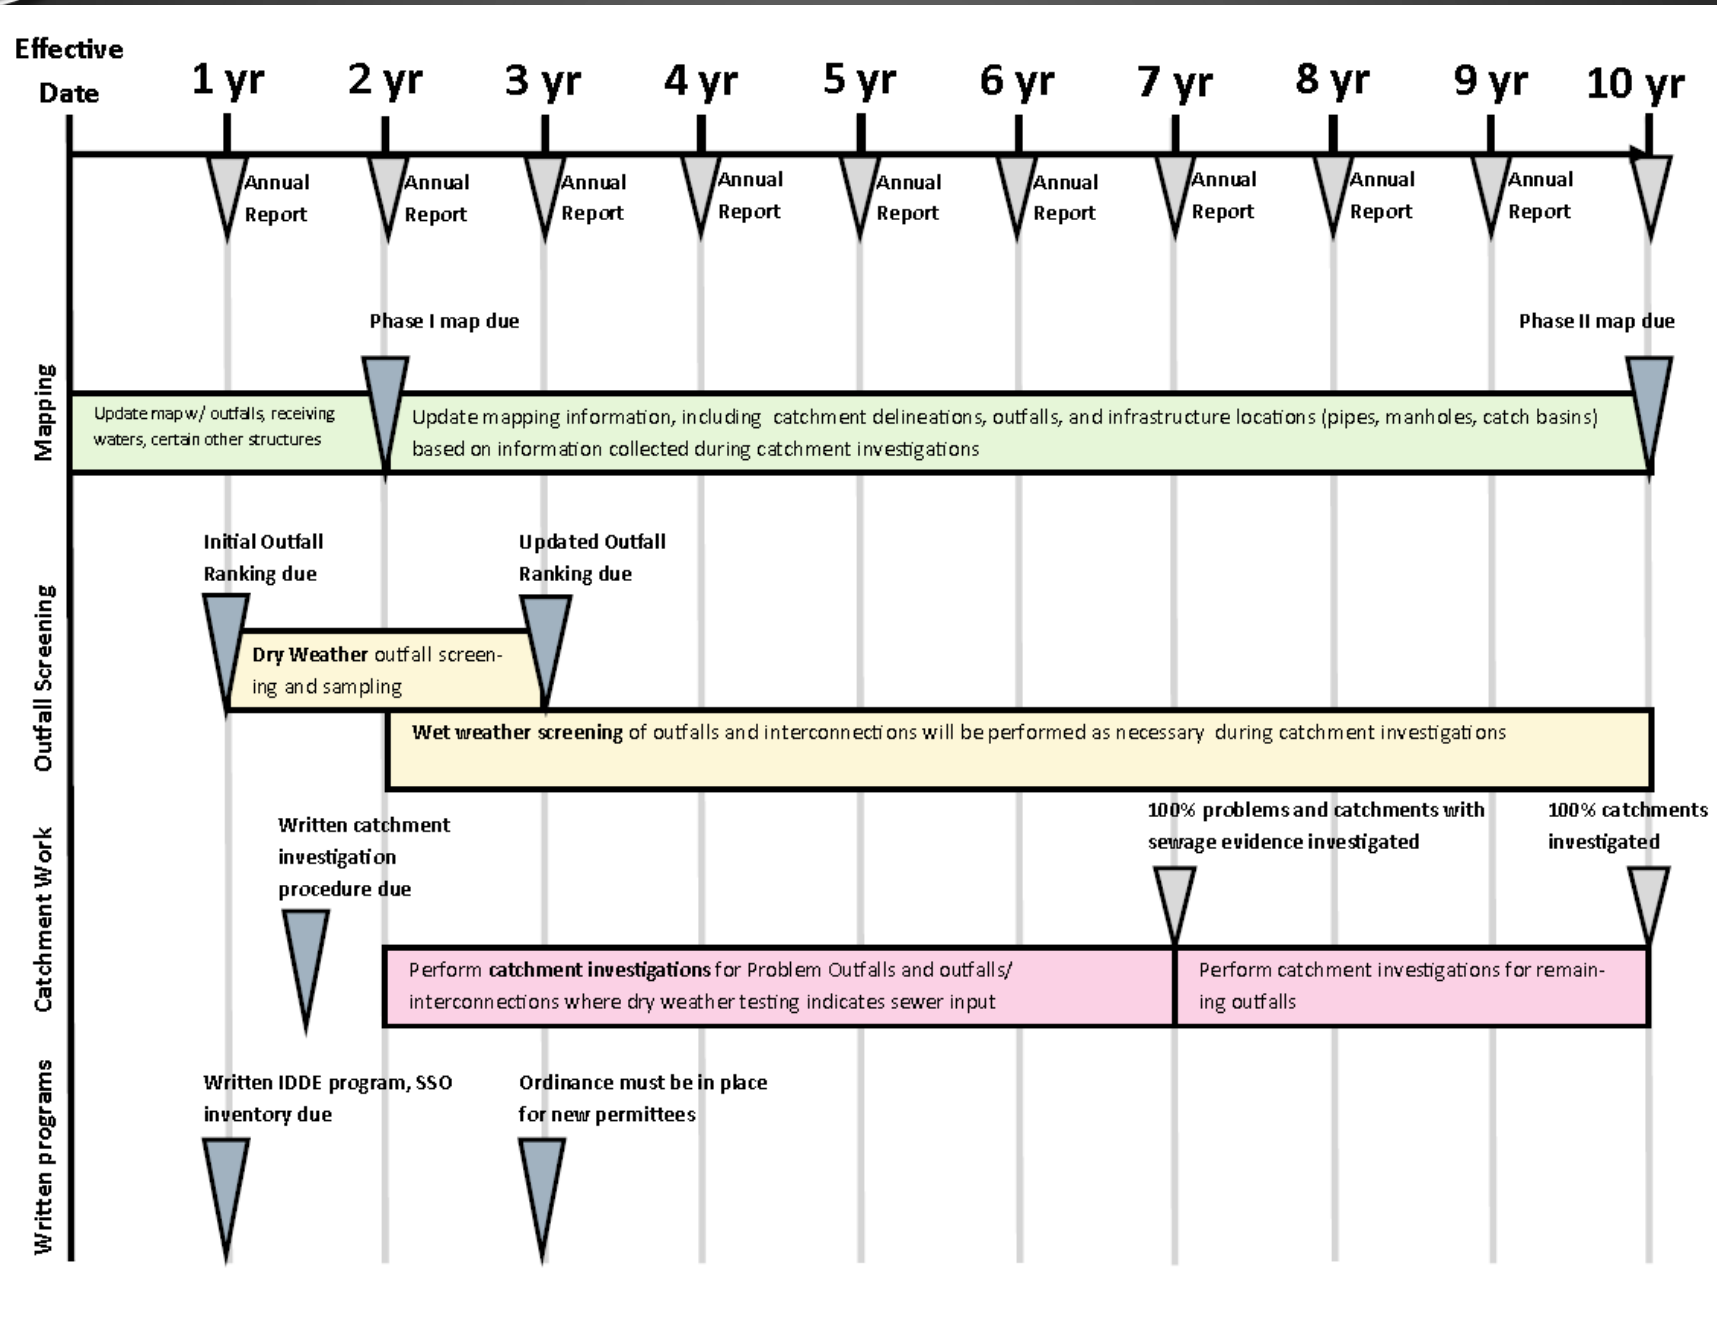 Effective
Date
1 yr
2 yr
3 yr
4 yr
5 yr
6 yr
7 yr
8 yr
9 yr
10 yr
Annual
Report
Annual
Report
Annual
Report
Annual
Report
Annual
Report
Annual
Report
Annual
Report
Annual
Report
Annual
Report
Mapping
Phase I map due
Phase II map due
Update map w/ outfalls, receiving
waters, certain other structures
Update mapping information, including catchment delineations, outfalls, and infrastructure locations (pipes, manholes, catch basins)
based on information collected during catchment investigations
Outfall Screening
Initial Outfall
Ranking due
Updated Outfall
Ranking due
Dry Weather outfall screen-
ing and sampling
Wet weather screening of outfalls and interconnections will be performed as necessary during catchment investigations
Catchment Work
Written catchment
investigation
procedure due
100% problems and catchments with
sewage evidence investigated
100% catchments
investigated
Perform catchment investigations for Problem Outfalls and outfalls/
interconnections where dry weather testing indicates sewer input
Perform catchment investigations for remain-
ing outfalls
Written programs
Written IDDE program, SSO
inventory due
Ordinance must be in place
for new permittees